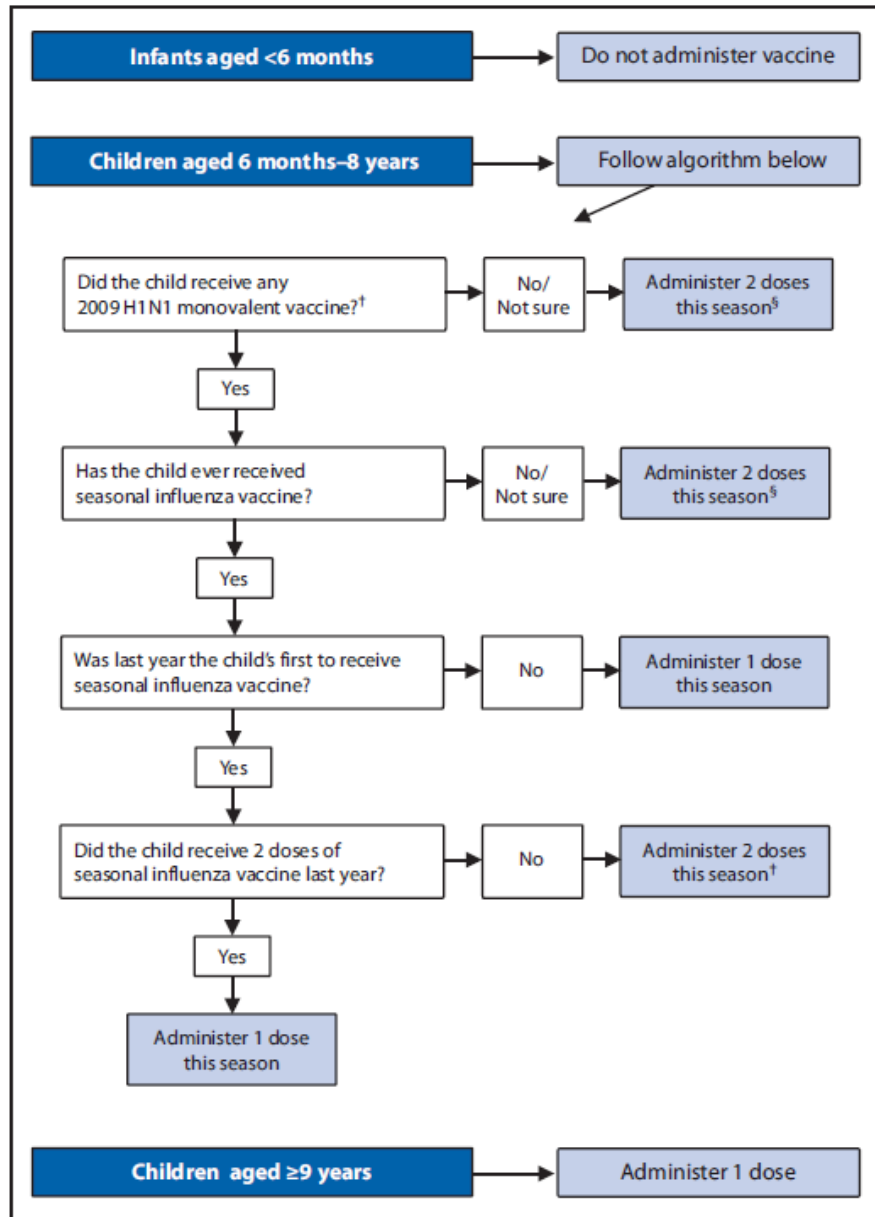 Infants aged <6 months
Do not administer vaccine
Children aged 6 months–8 years
Follow algorithm below
Did the child receive any
2009 H1N1 monovalent vaccine?†
No/
Not sure
Administer 2 doses
this season§
Yes
Has the child ever received
seasonal influenza vaccine?
No/
Not sure
Administer 2 doses
this season§
Yes
Was last year the child’s first to receive
seasonal influenza vaccine?
No
Administer 1 dose
this season
Yes
Did the child receive 2 doses of
seasonal influenza vaccine last year?
No
Administer 2 doses
this season†
Yes
Administer 1 dose
this season
Children aged ≥9 years
Administer 1 dose